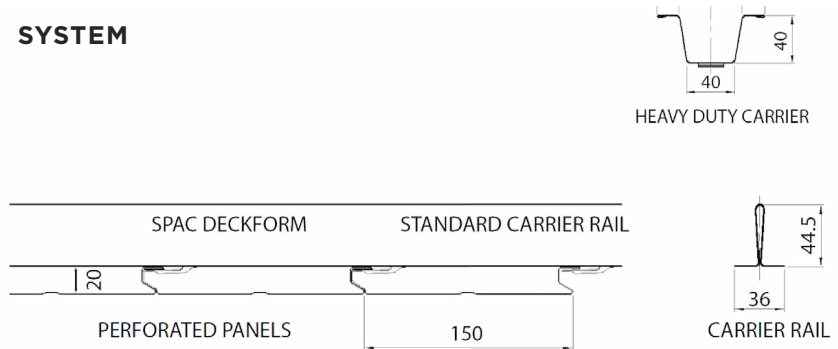 SYSTEM
40
40
HEAVY DUTY CARRIER
SPAC DECKFORM
STANDARD CARRIER RAIL
44.5
20
36
PERFORATED PANELS
150
CARRIER RAIL